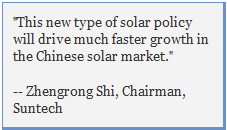 "This new type of solar policy
will drive much faster growth in
the Chinese solar market."
-- Zhengrong Shi, Chairman,
Suntech